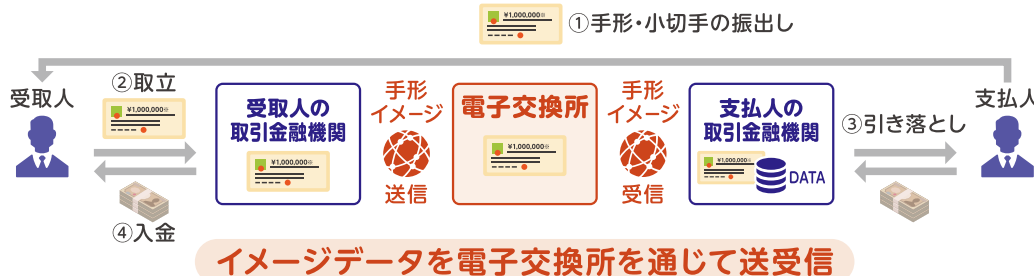 ¥1,000,000※
①手形・小切手の振出し
受取人
②取立
¥1,000,000※
④入金
受取人の
取引金融機関
¥1,000,000※
手形
イメージ
送信
電子交換所
¥1,000,000※
手形
イメージ
受信
支払人の
取引金融機関
¥1,000,000※
DATA
③引き落とし
支払人
イメージデータを電子交換所を通じて送受信